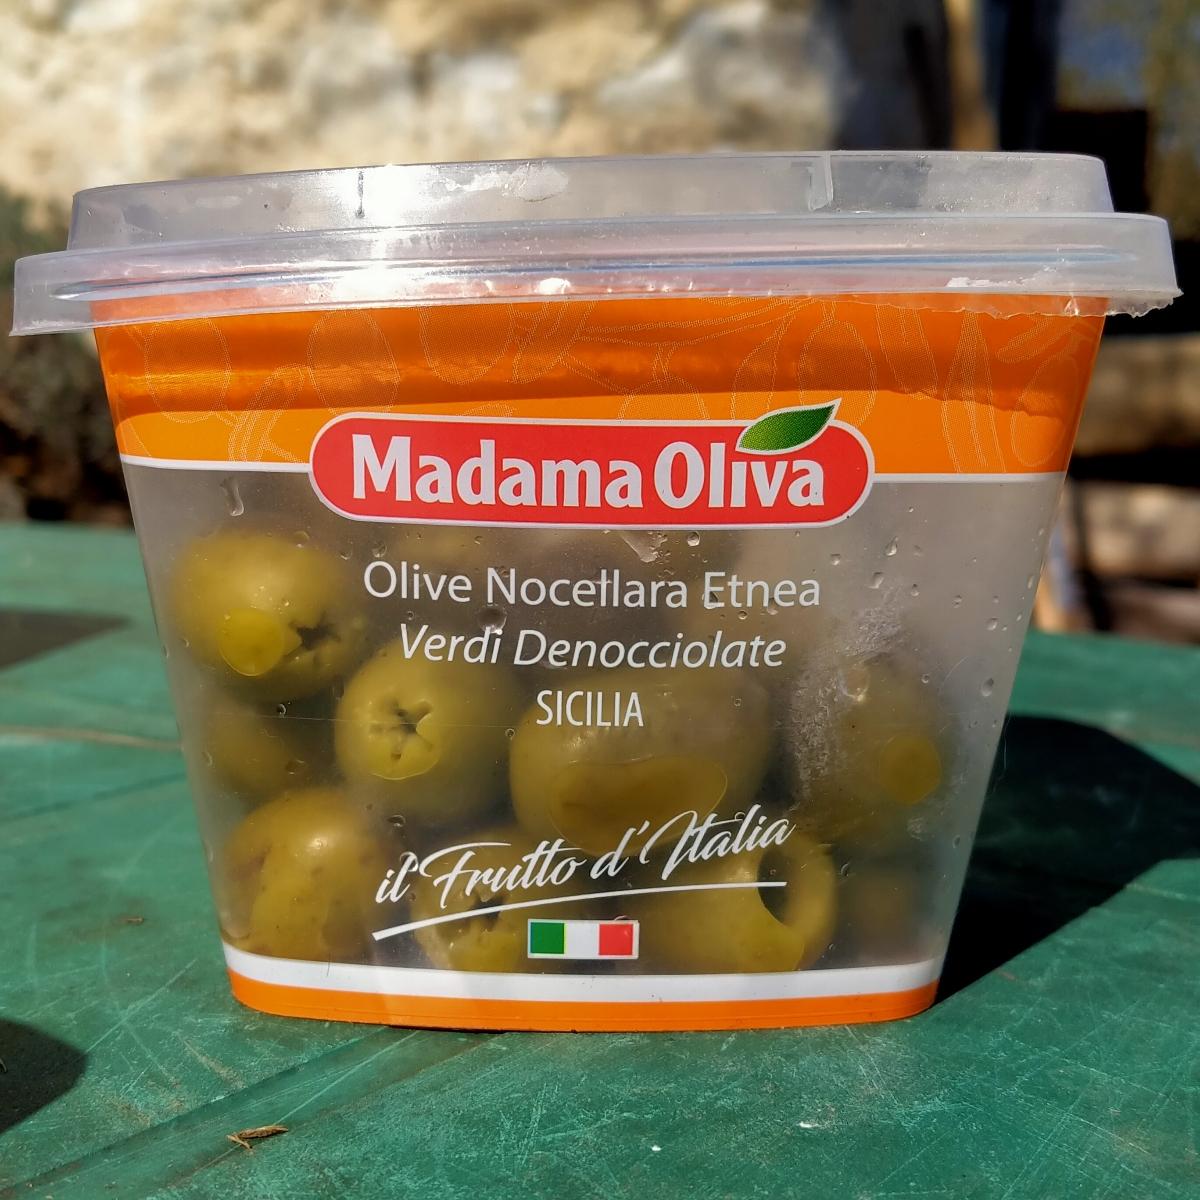 Madama Oliva
Olive Nocellara Etnea
Verdi Denocciolate
SICILIA
il Frutto d'Italia